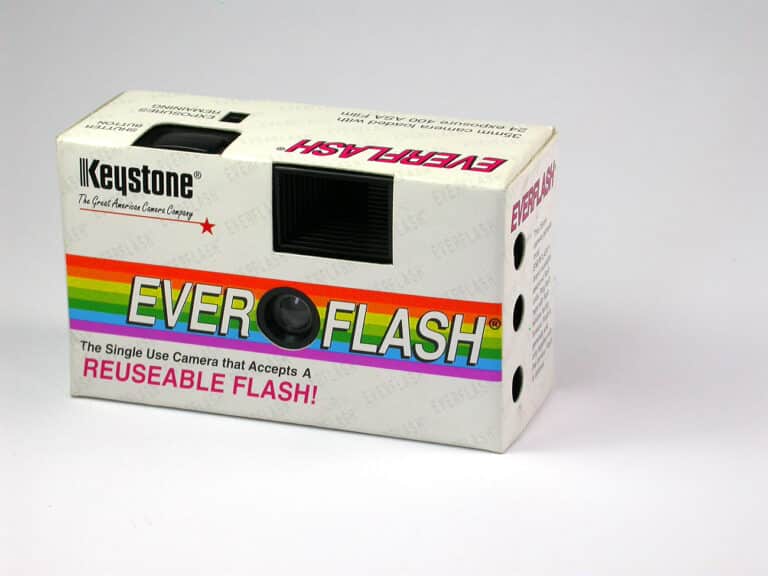 SHUTTER
BUTTON
EXPOSURES
REMINING
35mm camera loaded with
24 exposure 400 ASA Film
EVERFLASH®
Keystone®
The Great American Camera Company
EVER FLASH®
The Single Use Camera that Accepts A
REUSEABLE FLASH!
EVERFLASH